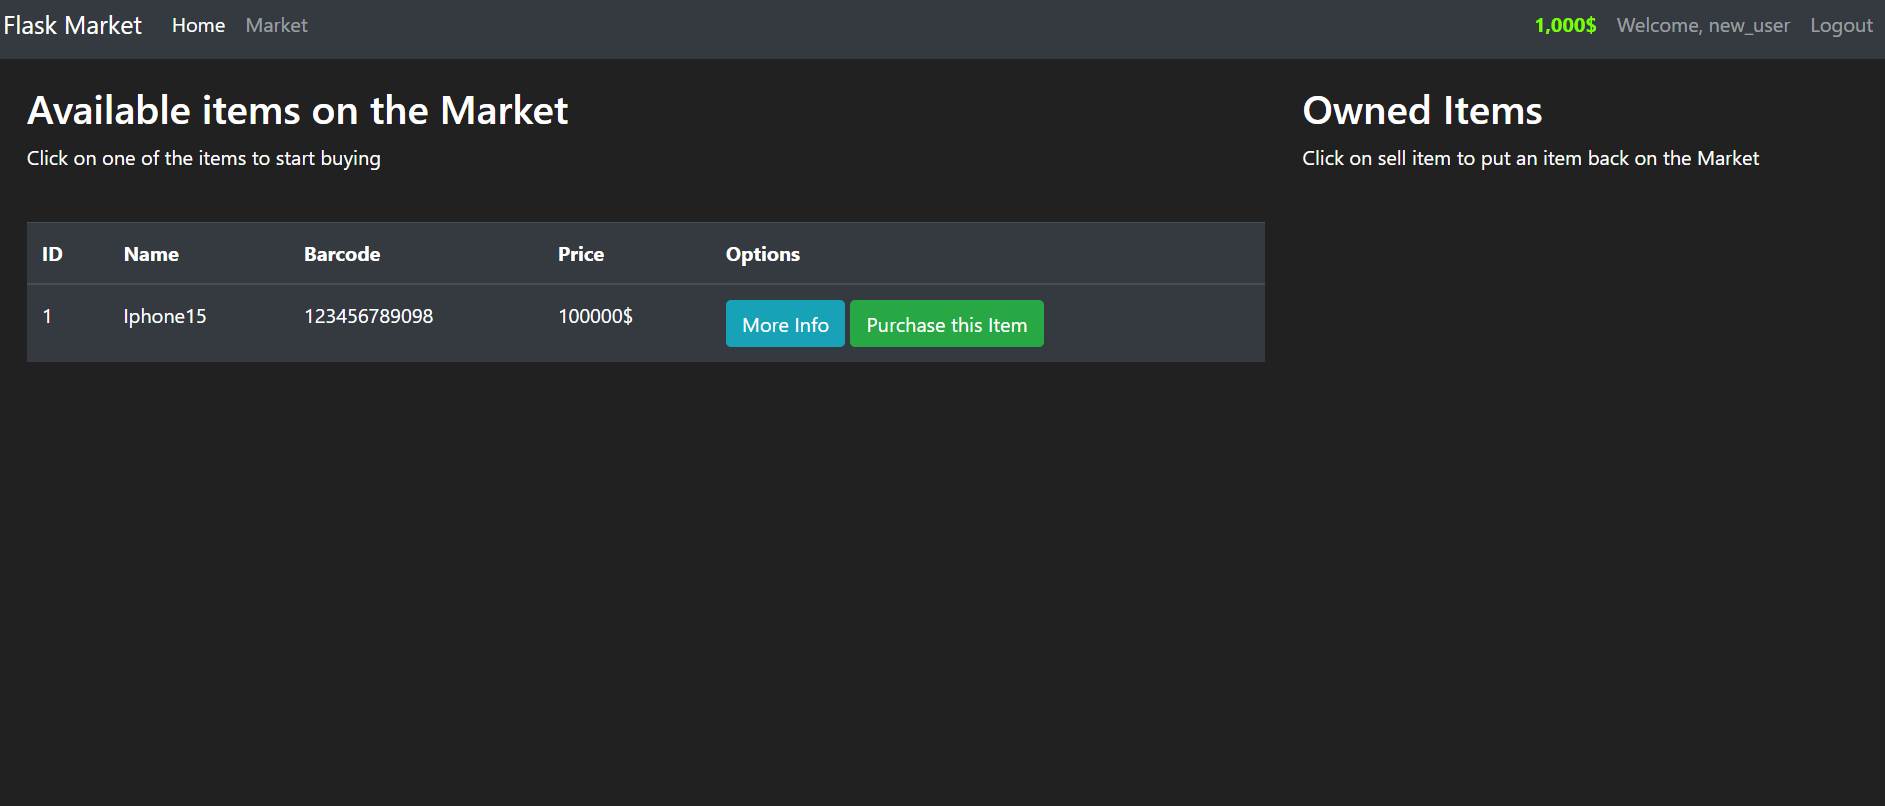 Flask Market Home Market 1,000$ Welcome, new_user Logout
Available items on the Market
Click on one of the items to start buying
ID Name Barcode Price Options
1 Iphone15 123456789098 100000$ More Info Purchase this Item
Owned Items
Click on sell item to put an item back on the Market